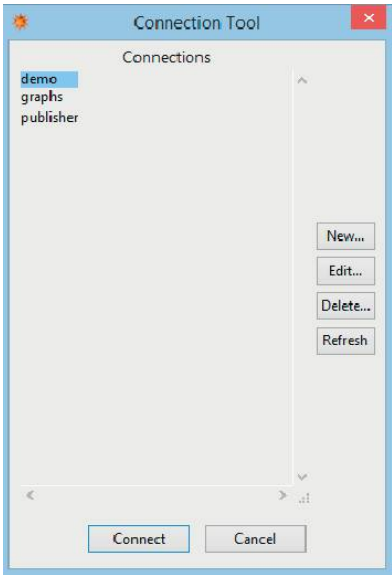 Connection Tool
Connections
demo
graphs
publisher
New...
Edit...
Delete...
Refresh
Connect
Cancel